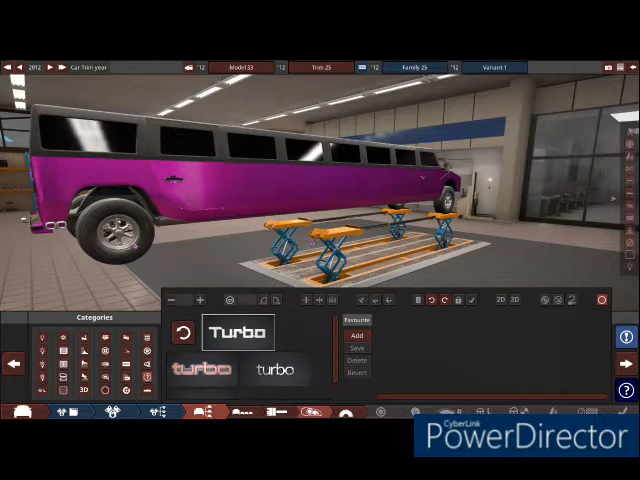 2012 Car Trim year '12 Model 33 '12 Trim 25 '12 Family 25 '12 Variant 1
2D 3D
Categories
Turbo
Favourite
Add
Save
Delete
Revert
turbo turbo
3D
CyberLink
PowerDirector